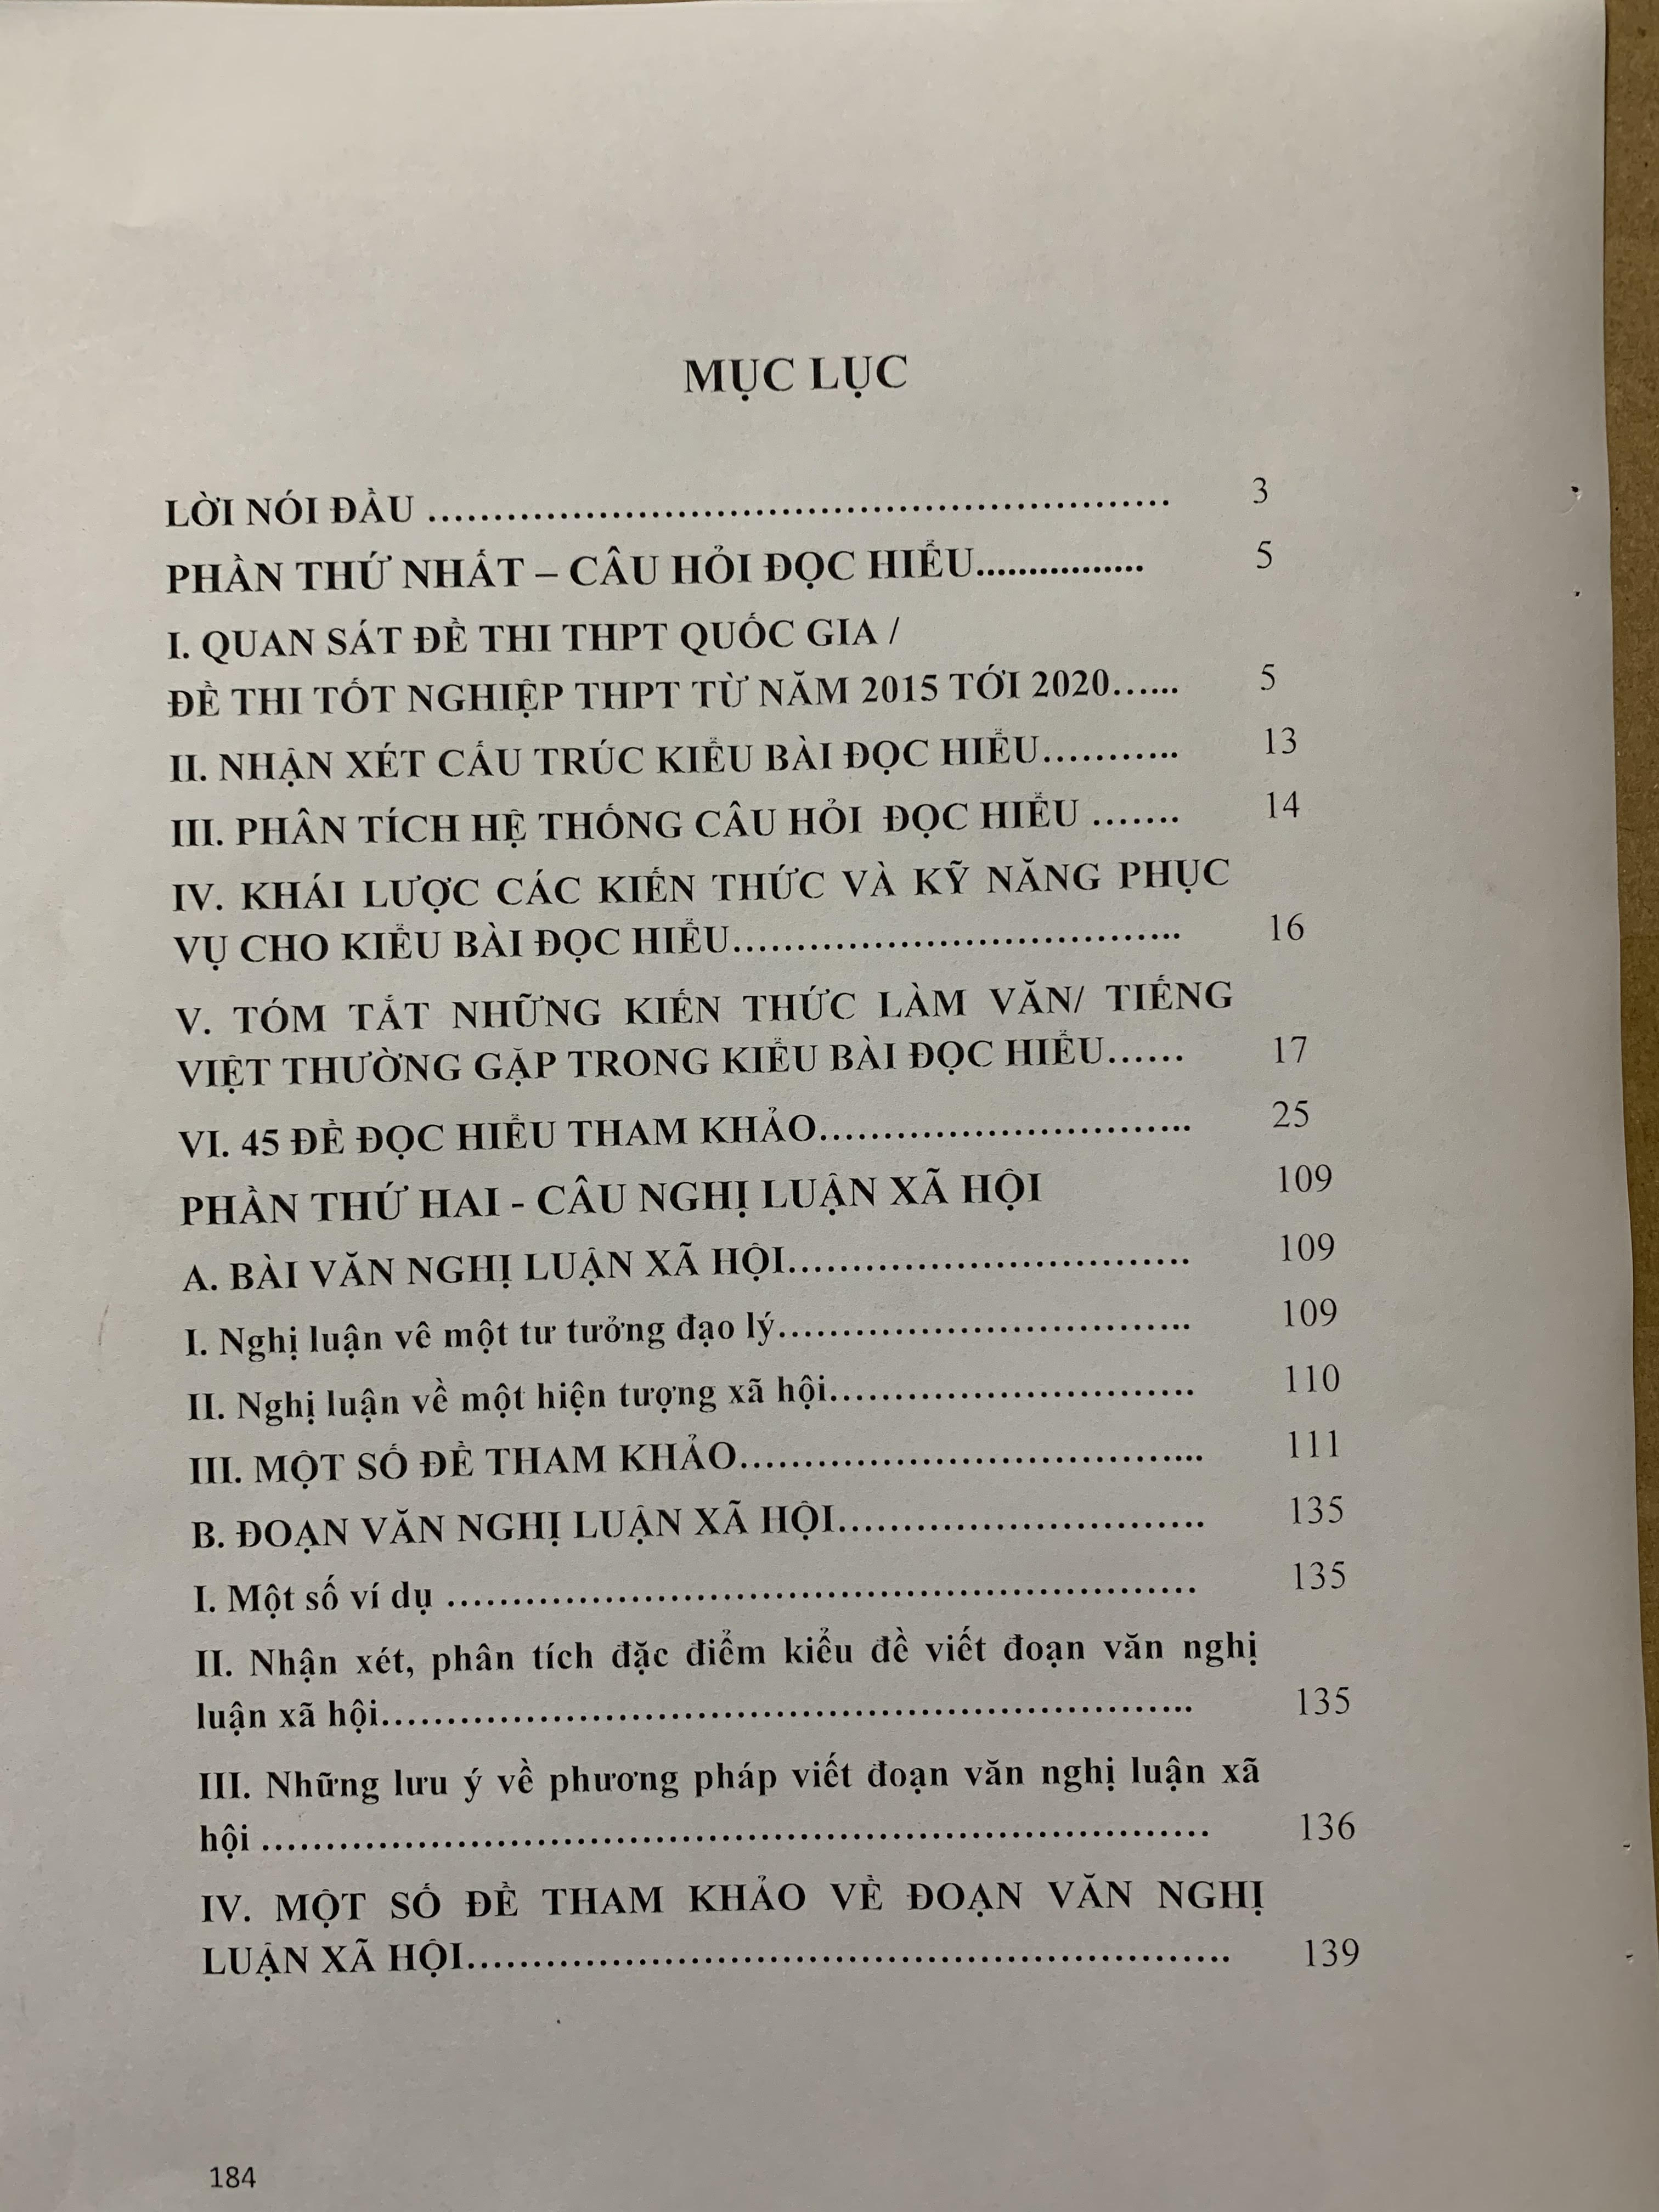 MỤC LỤC
LỜI NÓI ĐẦU ………………………………………………… 3
PHẦN THỨ NHẤT – CÂU HỎI ĐỌC HIỂU................ 5
I. QUAN SÁT ĐỀ THI THPT QUỐC GIA /
ĐỀ THI TỐT NGHIỆP THPT TỪ NĂM 2015 TỚI 2020…... 5
II. NHẬN XÉT CẤU TRÚC KIỂU BÀI ĐỌC HIỂU……….. 13
III. PHÂN TÍCH HỆ THỐNG CÂU HỎI ĐỌC HIỂU ……. 14
IV. KHÁI LƯỢC CÁC KIẾN THỨC VÀ KỸ NĂNG PHỤC
VỤ CHO KIỂU BÀI ĐỌC HIỂU…………………………….. 16
V. TÓM TẮT NHỮNG KIẾN THỨC LÀM VĂN/ TIẾNG
VIỆT THƯỜNG GẶP TRONG KIỂU BÀI ĐỌC HIỂU…… 17
VI. 45 ĐỀ ĐỌC HIỂU THAM KHẢO……………………….. 25
PHẦN THỨ HAI - CÂU NGHỊ LUẬN XÃ HỘI 109
A. BÀI VĂN NGHỊ LUẬN XÃ HỘI…………………………. 109
I. Nghị luận vê một tư tưởng đạo lý………………………….. 109
II. Nghị luận về một hiện tượng xã hội………………………. 110
III. MỘT SỐ ĐỀ THAM KHẢO……………………………... 111
B. ĐOẠN VĂN NGHỊ LUẬN XÃ HỘI………………………. 135
I. Một số ví dụ ………………………………………………… 135
II. Nhận xét, phân tích đặc điểm kiểu đề viết đoạn văn nghị
luận xã hội…………………………………………………….. 135
III. Những lưu ý về phương pháp viết đoạn văn nghị luận xã
hội ……………………………………………………………… 136
IV. MỘT SỐ ĐỀ THAM KHẢO VỀ ĐOẠN VĂN NGHỊ
LUẬN XÃ HỘI…………………………………………………. 139
184